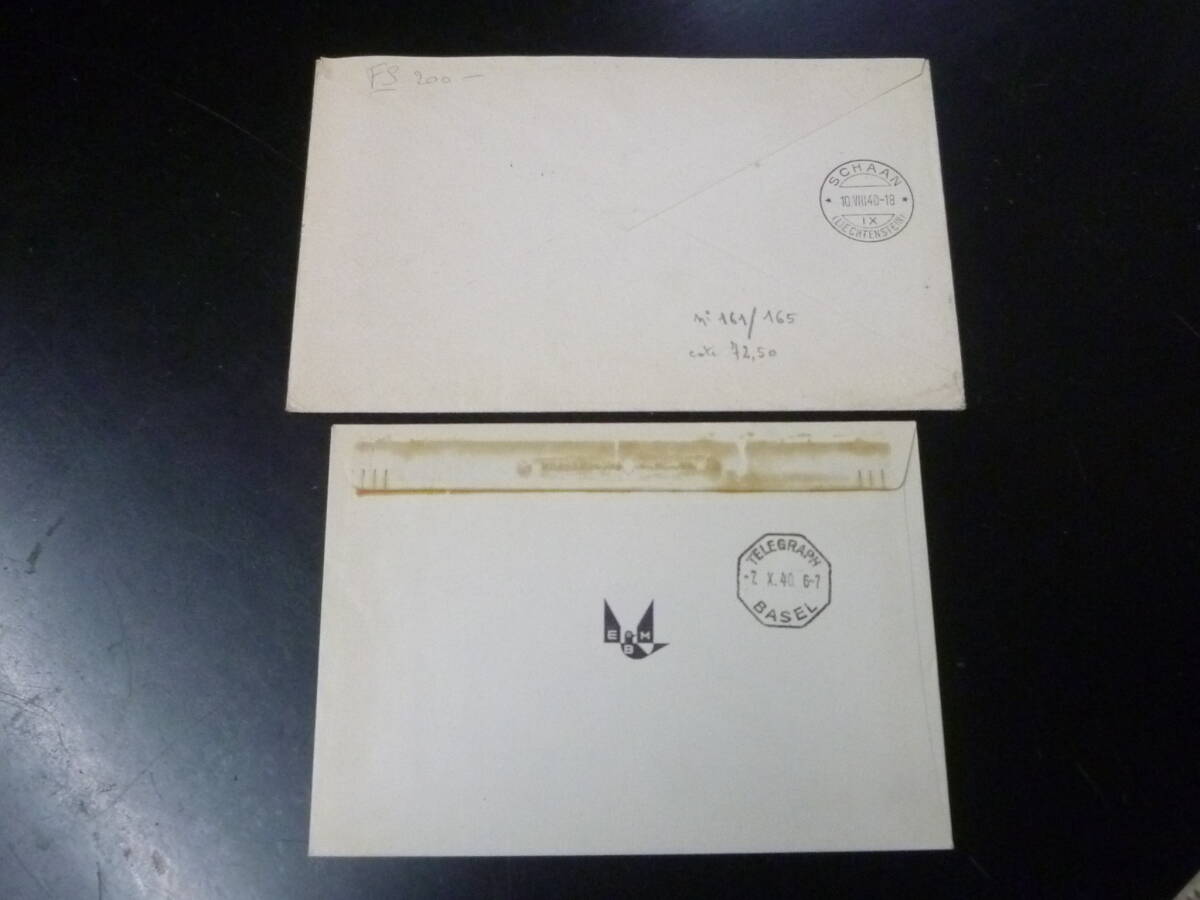 FS 200 —
SCHAAN
10.VIII.40-18
IX
(LIECHTENSTEIN)
n° 161/165
cote 72,50
TELEGRAPH
-7. X. 40. 6-7
BASEL
E B M